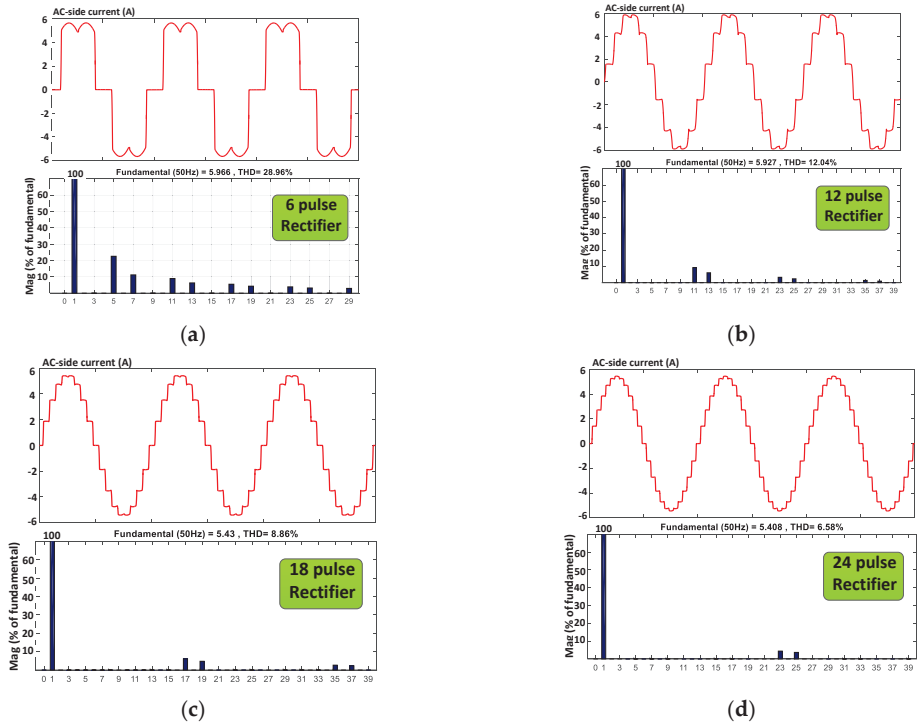 AC-side current (A)
6
4
2
0
-2
-4
-6
100
Fundamental (50Hz) = 5.966 , THD= 28.96%
Mag (% of fundamental)
60
50
40
30
20
10
6 pulse
Rectifier
0 1 3 5 7 11 13 17 19 23 25 29
(a)
AC-side current (A)
6
4
2
0
-2
-4
-6
100
Fundamental (50Hz) = 5.927 , THD= 12.04%
Mag (% of fundamental)
60
50
40
30
20
10
12 pulse
Rectifier
0 1 3 5 7 9 11 13 15 17 19 21 23 25 27 29 31 33 35 37 39
(b)
AC-side current (A)
6
4
2
0
-2
-4
-6
100
Fundamental (50Hz) = 5.43 , THD= 8.86%
Mag (% of fundamental)
60
50
40
30
20
10
18 pulse
Rectifier
0 1 3 5 7 9 11 13 15 17 19 21 23 25 27 29 31 33 35 37 39
(c)
AC-side current (A)
6
4
2
0
-2
-4
-6
100
Fundamental (50Hz) = 5.408 , THD= 6.58%
Mag (% of fundamental)
60
50
40
30
20
10
24 pulse
Rectifier
0 1 3 5 7 9 11 13 15 17 19 21 23 25 27 29 31 33 35 37 39
(d)